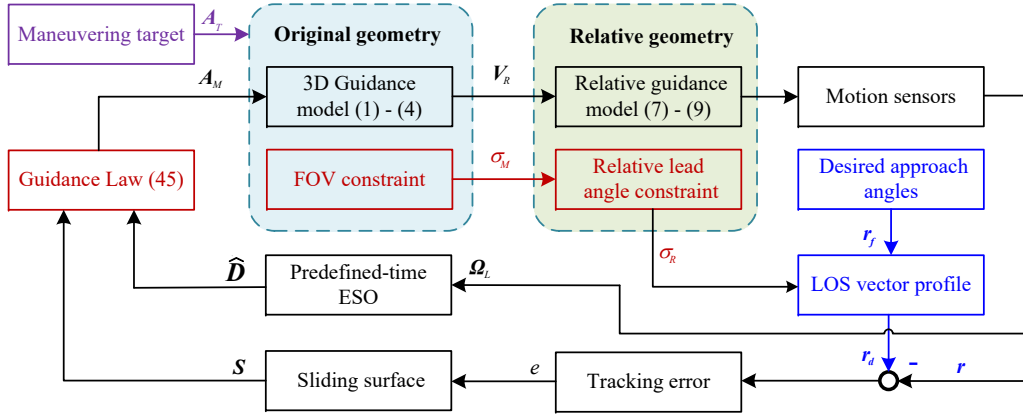 Maneuvering target
A_T
Original geometry
Relative geometry
A_M
3D Guidance
model (1) - (4)
V_R
Relative guidance
model (7) - (9)
Motion sensors
Guidance Law (45)
FOV constraint
σ_M
Relative lead
angle constraint
Desired approach
angles
r_f
σ_R
D̂
Predefined-time
ESO
Ω_L
LOS vector profile
S
Sliding surface
e
Tracking error
r_d
-
r